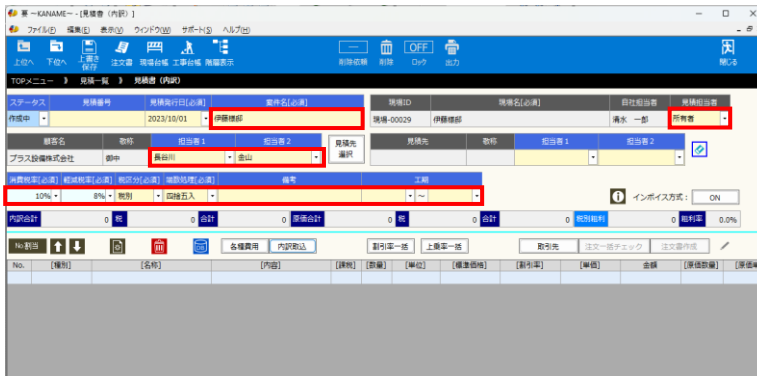 要 ～KANAME～ - [見積書（内訳）]
ファイル(F) 編集(E) 表示(V) ウィンドウ(W) サポート(S) ヘルプ(H)
上位へ 下位へ 上書き保存 注文書 現場台帳 工事台帳 階層表示 削除依頼 削除 OFF ロック 出力 閉じる
TOPメニュー 》 見積一覧 》 見積書（内訳）
ステータス 見積番号 見積発行日[必須] 案件名[必須] 現場ID 現場名[必須] 自社担当者 見積担当者
作成中 2023/10/01 伊藤様邸 現場-00029 伊藤様邸 清水 一郎 所有者
顧客名 敬称 担当者1 担当者2 見積先選択 見積先 敬称 担当者1 担当者2
プラス設備株式会社 御中 長谷川 金山
消費税率[必須] 軽減税率[必須] 税区分[必須] 端数処理[必須] 備考 工期
10% 8% 税別 四捨五入 ～ インボイス方式： ON
内訳合計 0 税 0 合計 0 原価合計 0 税 0 合計 0 税別粗利 0 粗利率 0.0%
No割当 各種費用 内訳取込 割引率一括 上乗率一括 取引先 注文一括チェック 注文書作成
No. [種別] [名称] [内容] [課税] [数量] [単位] [標準価格] [割引率] [単価] 金額 [原価数量] [原価単